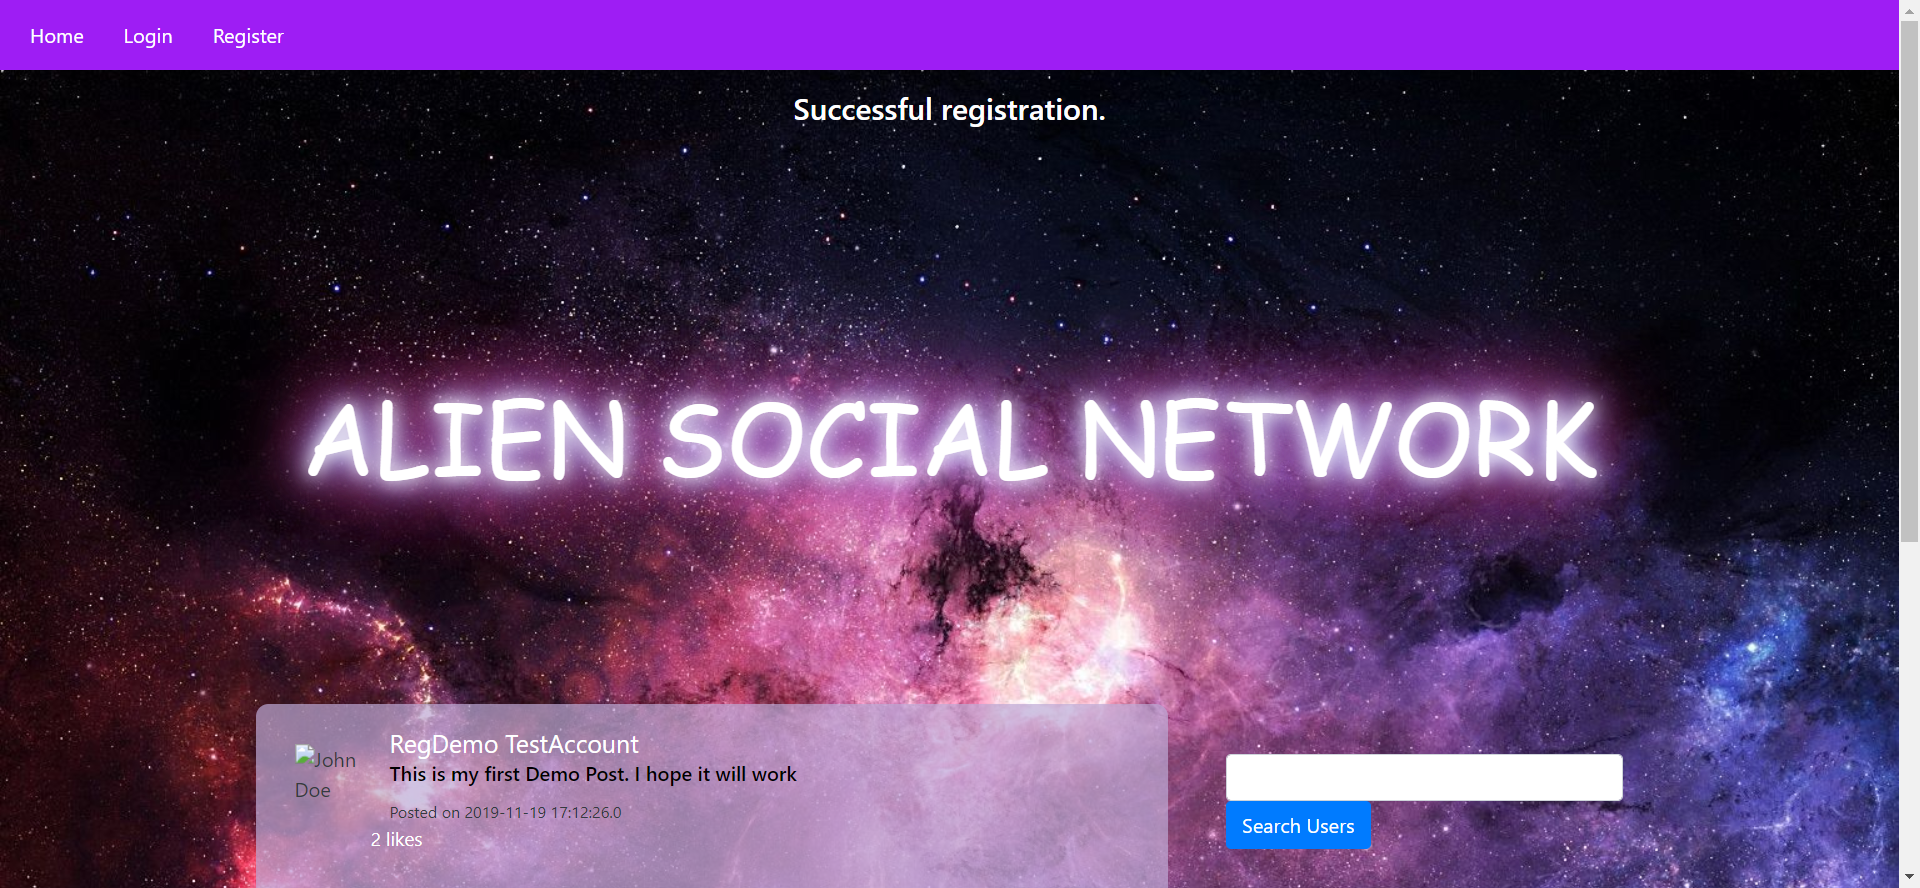 Home Login Register
Successful registration.
ALIEN SOCIAL NETWORK
John
Doe
RegDemo TestAccount
This is my first Demo Post. I hope it will work
Posted on 2019-11-19 17:12:26.0
2 likes
Search Users